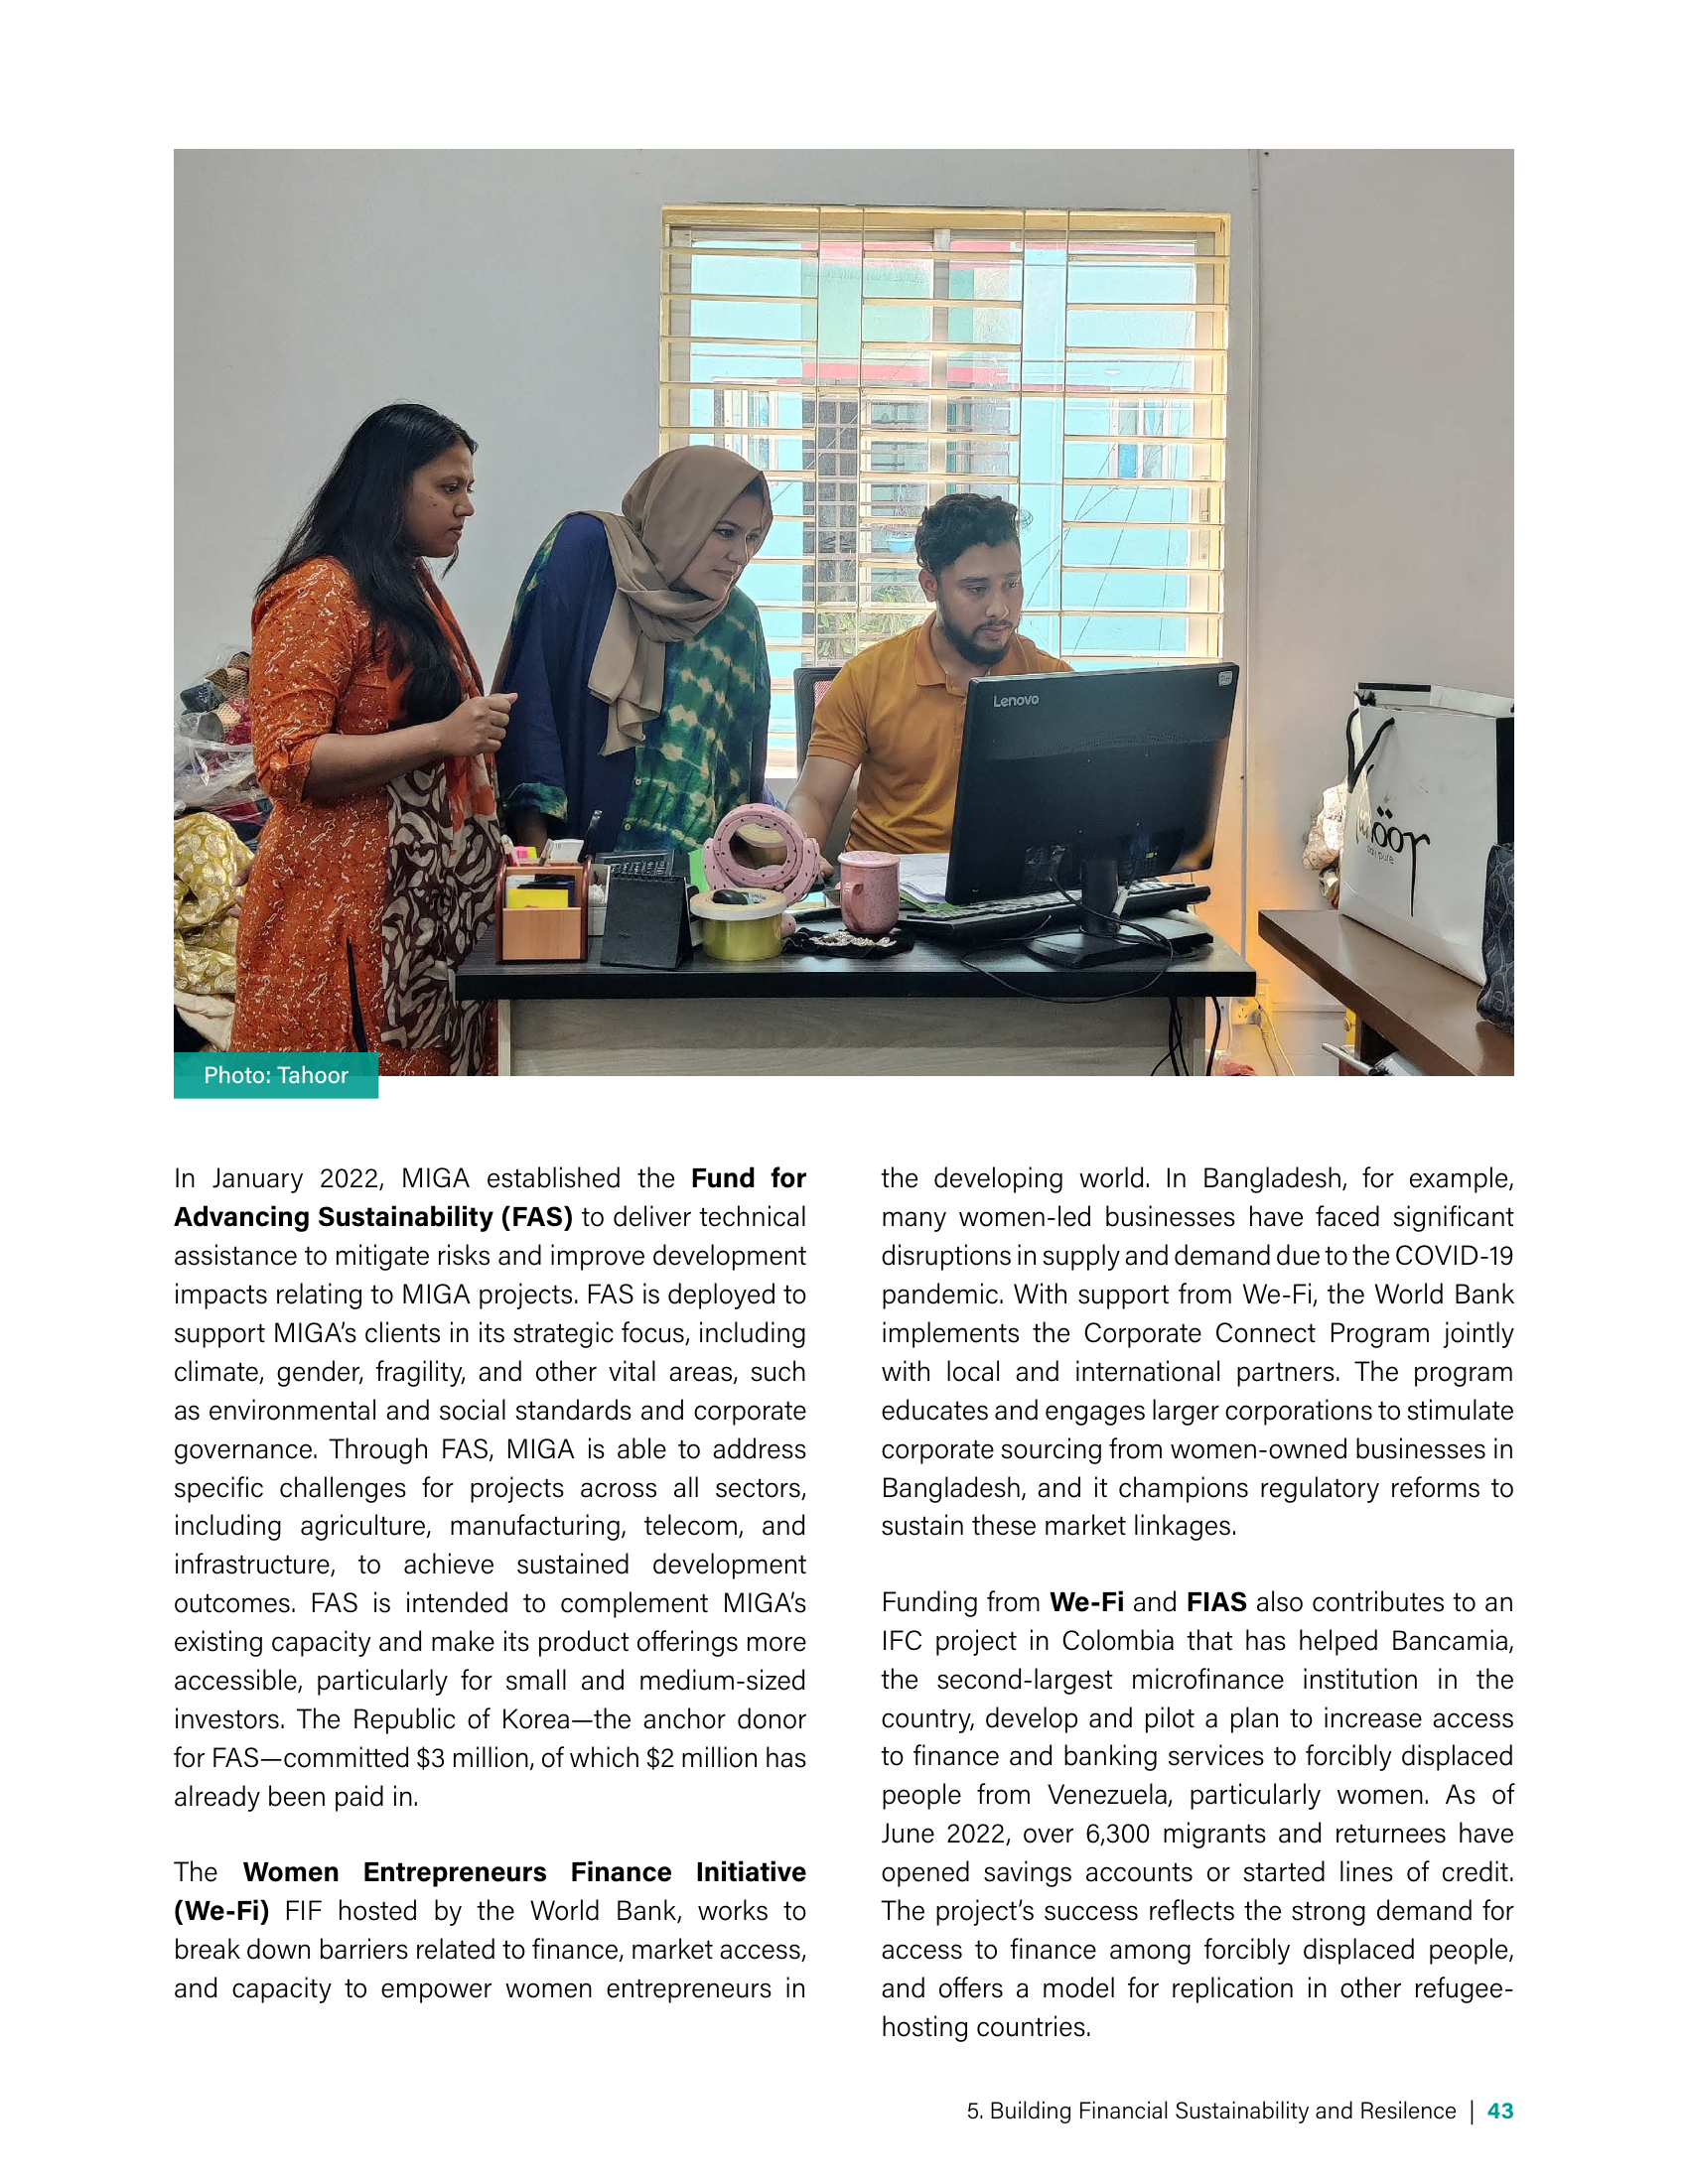 Lenovo
Photo: Tahoor
In January 2022, MIGA established the Fund for
Advancing Sustainability (FAS) to deliver technical
assistance to mitigate risks and improve development
impacts relating to MIGA projects. FAS is deployed to
support MIGA's clients in its strategic focus, including
climate, gender, fragility, and other vital areas, such
as environmental and social standards and corporate
governance. Through FAS, MIGA is able to address
specific challenges for projects across all sectors,
including agriculture, manufacturing, telecom, and
infrastructure, to achieve sustained development
outcomes. FAS is intended to complement MIGA's
existing capacity and make its product offerings more
accessible, particularly for small and medium-sized
investors. The Republic of Korea—the anchor donor
for FAS—committed $3 million, of which $2 million has
already been paid in.
The Women Entrepreneurs Finance Initiative
(We-Fi) FIF hosted by the World Bank, works to
break down barriers related to finance, market access,
and capacity to empower women entrepreneurs in
the developing world. In Bangladesh, for example,
many women-led businesses have faced significant
disruptions in supply and demand due to the COVID-19
pandemic. With support from We-Fi, the World Bank
implements the Corporate Connect Program jointly
with local and international partners. The program
educates and engages larger corporations to stimulate
corporate sourcing from women-owned businesses in
Bangladesh, and it champions regulatory reforms to
sustain these market linkages.
Funding from We-Fi and FIAS also contributes to an
IFC project in Colombia that has helped Bancamia,
the second-largest microfinance institution in the
country, develop and pilot a plan to increase access
to finance and banking services to forcibly displaced
people from Venezuela, particularly women. As of
June 2022, over 6,300 migrants and returnees have
opened savings accounts or started lines of credit.
The project's success reflects the strong demand for
access to finance among forcibly displaced people,
and offers a model for replication in other refugee-
hosting countries.
5. Building Financial Sustainability and Resilence | 43